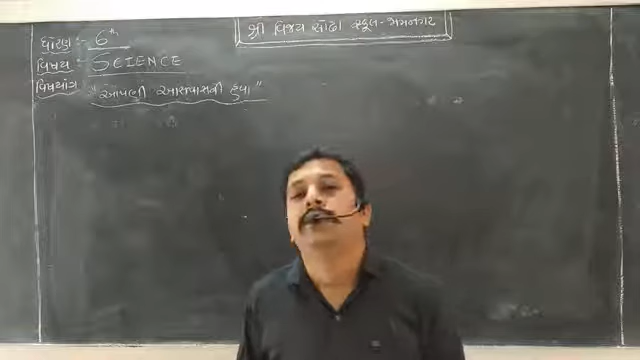 શ્રી વિજય સોઢા સ્કૂલ - જામનગર
ધોરણ :- 6th
વિષય :- SCIENCE
વિષયાંગ :- "આપણી આસપાસની હવા"